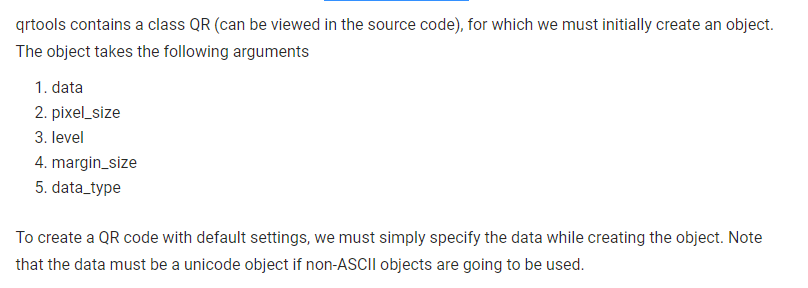 qrtools contains a class QR (can be viewed in the source code), for which we must initially create an object.
The object takes the following arguments
1. data
2. pixel_size
3. level
4. margin_size
5. data_type
To create a QR code with default settings, we must simply specify the data while creating the object. Note
that the data must be a unicode object if non-ASCII objects are going to be used.